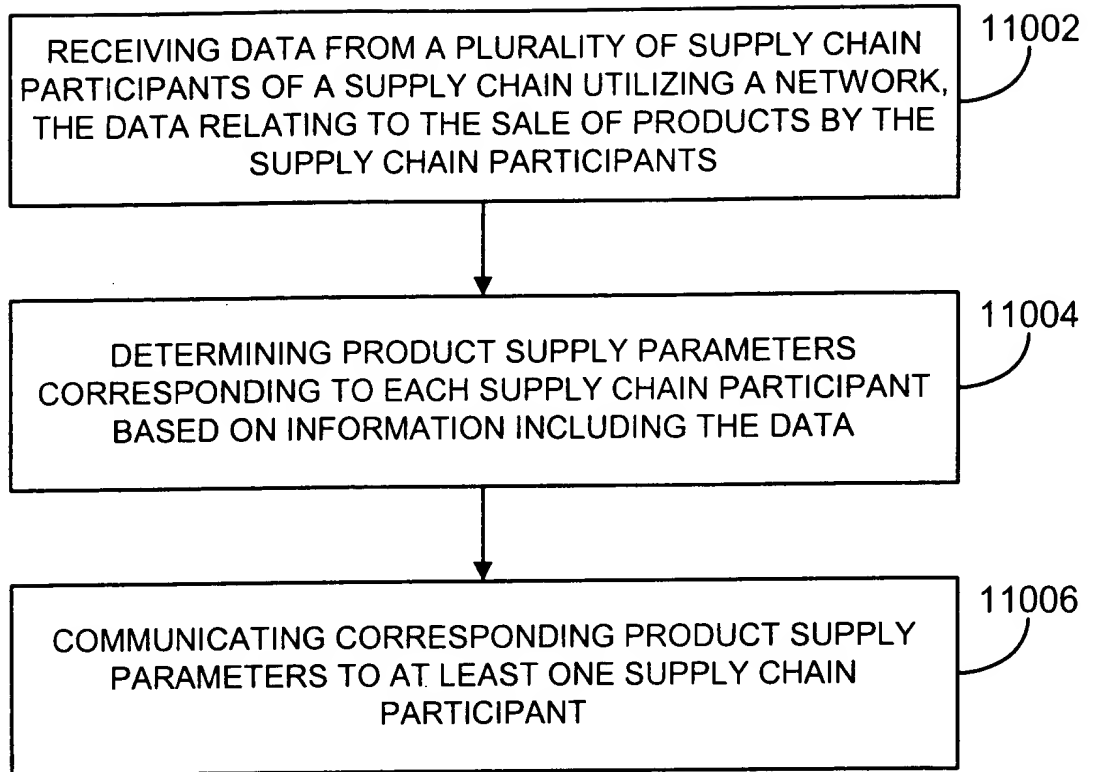 RECEIVING DATA FROM A PLURALITY OF SUPPLY CHAIN
PARTICIPANTS OF A SUPPLY CHAIN UTILIZING A NETWORK,
THE DATA RELATING TO THE SALE OF PRODUCTS BY THE
SUPPLY CHAIN PARTICIPANTS
11002
DETERMINING PRODUCT SUPPLY PARAMETERS
CORRESPONDING TO EACH SUPPLY CHAIN PARTICIPANT
BASED ON INFORMATION INCLUDING THE DATA
11004
COMMUNICATING CORRESPONDING PRODUCT SUPPLY
PARAMETERS TO AT LEAST ONE SUPPLY CHAIN
PARTICIPANT
11006